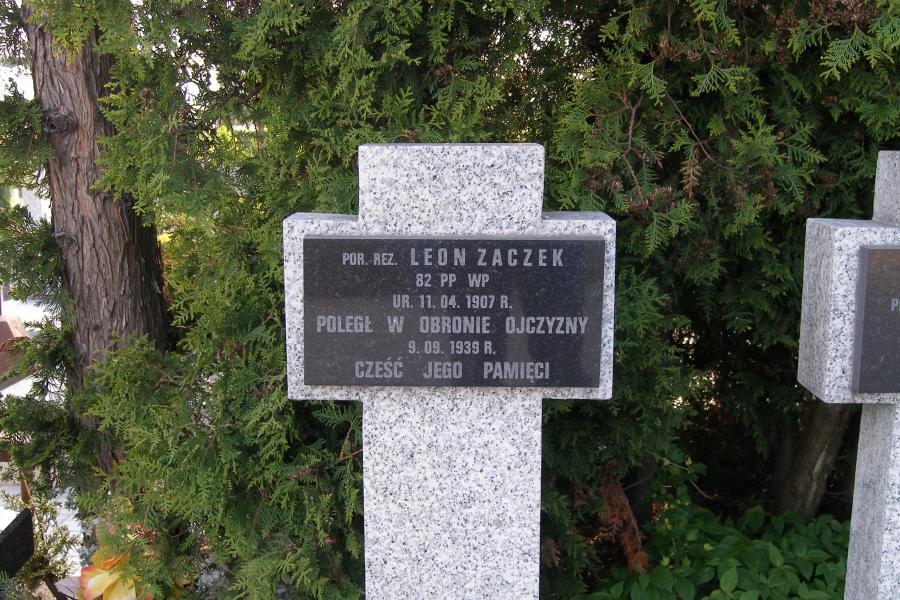 POR. REZ. LEON ZACZEK
82 PP WP
UR. 11. 04. 1907 R.
POLEGŁ W OBRONIE OJCZYZNY
9. 09. 1939 R.
CZEŚĆ JEGO PAMIĘCI